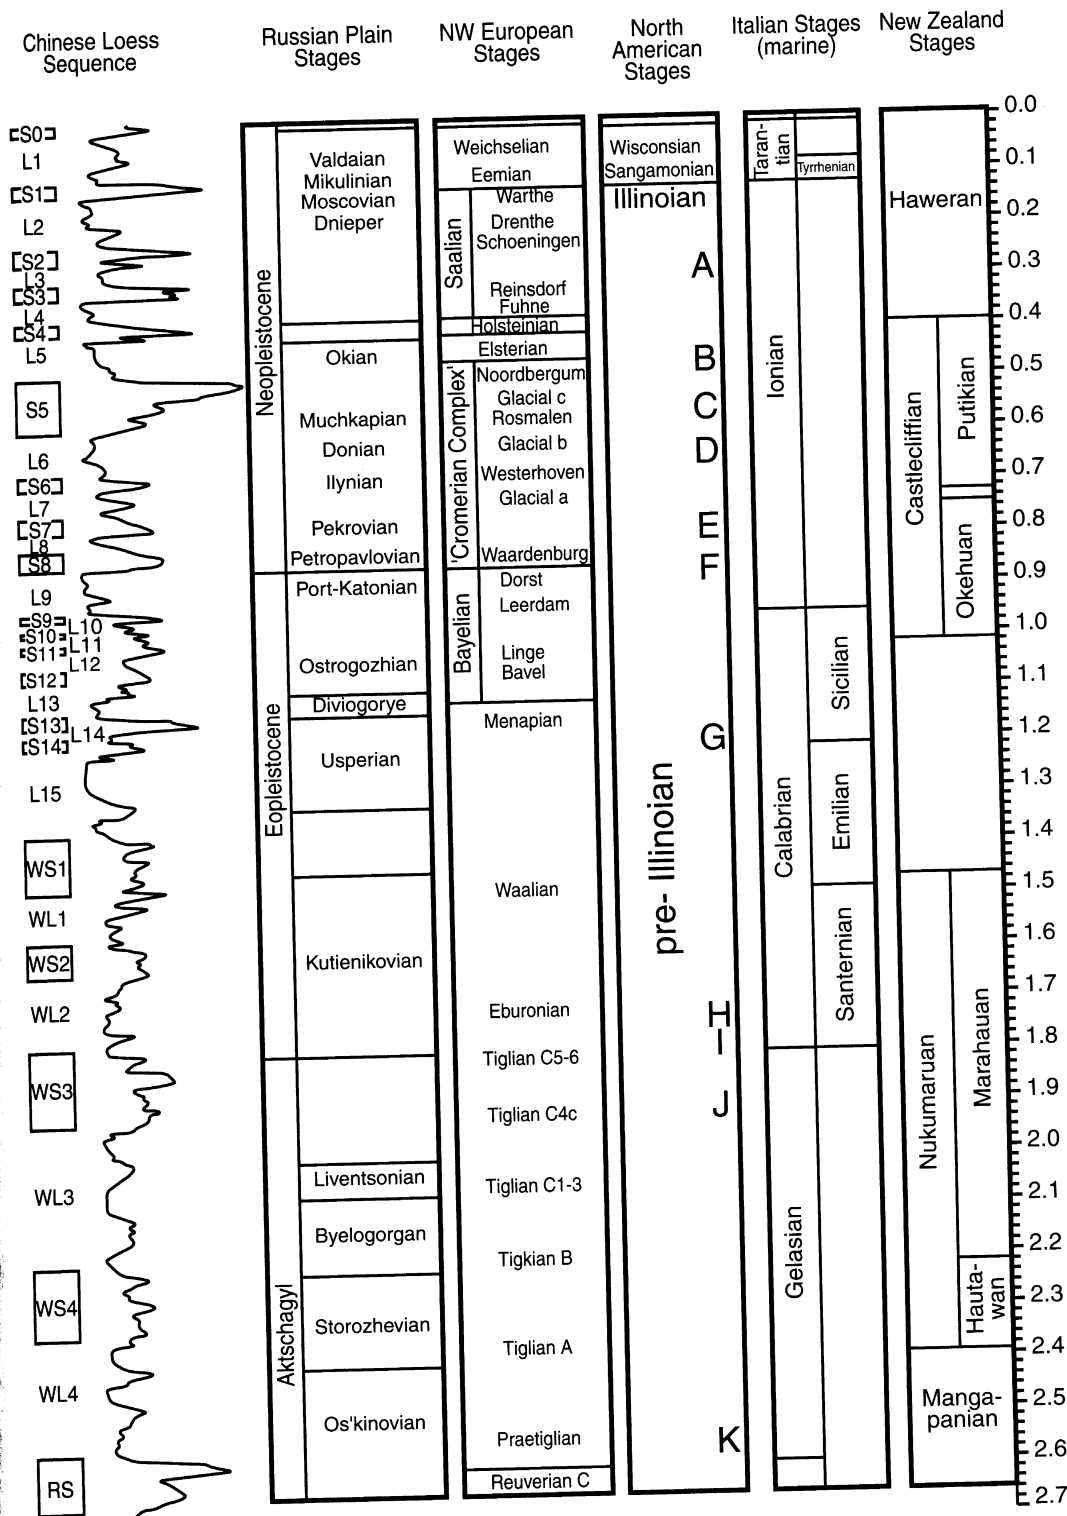 Chinese Loess
Sequence
S0
L1
S1
L2
S2
L3
S3
L4
S4
L5
S5
L6
S6
L7
S7
L8
S8
L9
S9
L10
S10
L11
S11
L12
S12
L13
S13
L14
S14
L15
WS1
WL1
WS2
WL2
WS3
WL3
WS4
WL4
RS
Russian Plain
Stages
Neopleistocene
Valdaian
Mikulinian
Moscovian
Dnieper
Okian
Muchkapian
Donian
Ilynian
Pekrovian
Petropavlovian
Eopleistocene
Port-Katonian
Ostrogozhian
Diviogorye
Usperian
Kutienikovian
Aktschagyl
Liventsonian
Byelogorgan
Storozhevian
Os'kinovian
NW European
Stages
Weichselian
Eemian
Saalian
Warthe
Drenthe
Schoeningen
Reinsdorf
Fuhne
Holsteinian
Elsterian
'Cromerian Complex'
Noordbergum
Glacial c
Rosmalen
Glacial b
Westerhoven
Glacial a
Waardenburg
Bayelian
Dorst
Leerdam
Linge
Bavel
Menapian
Waalian
Eburonian
Tiglian C5-6
Tiglian C4c
Tiglian C1-3
Tigkian B
Tiglian A
Praetiglian
Reuverian C
North
American
Stages
Wisconsian
Sangamonian
Illinoian
A
B
C
D
E
F
G
pre- Illinoian
H
I
J
K
Italian Stages
(marine)
Taran-
tian
Tyrrhenian
Ionian
Calabrian
Sicilian
Emilian
Santernian
Gelasian
New Zealand
Stages
Haweran
Castlecliffian
Putikian
Okehuan
Nukumaruan
Marahauan
Hauta-
wan
Manga-
panian
0.0
0.1
0.2
0.3
0.4
0.5
0.6
0.7
0.8
0.9
1.0
1.1
1.2
1.3
1.4
1.5
1.6
1.7
1.8
1.9
2.0
2.1
2.2
2.3
2.4
2.5
2.6
2.7